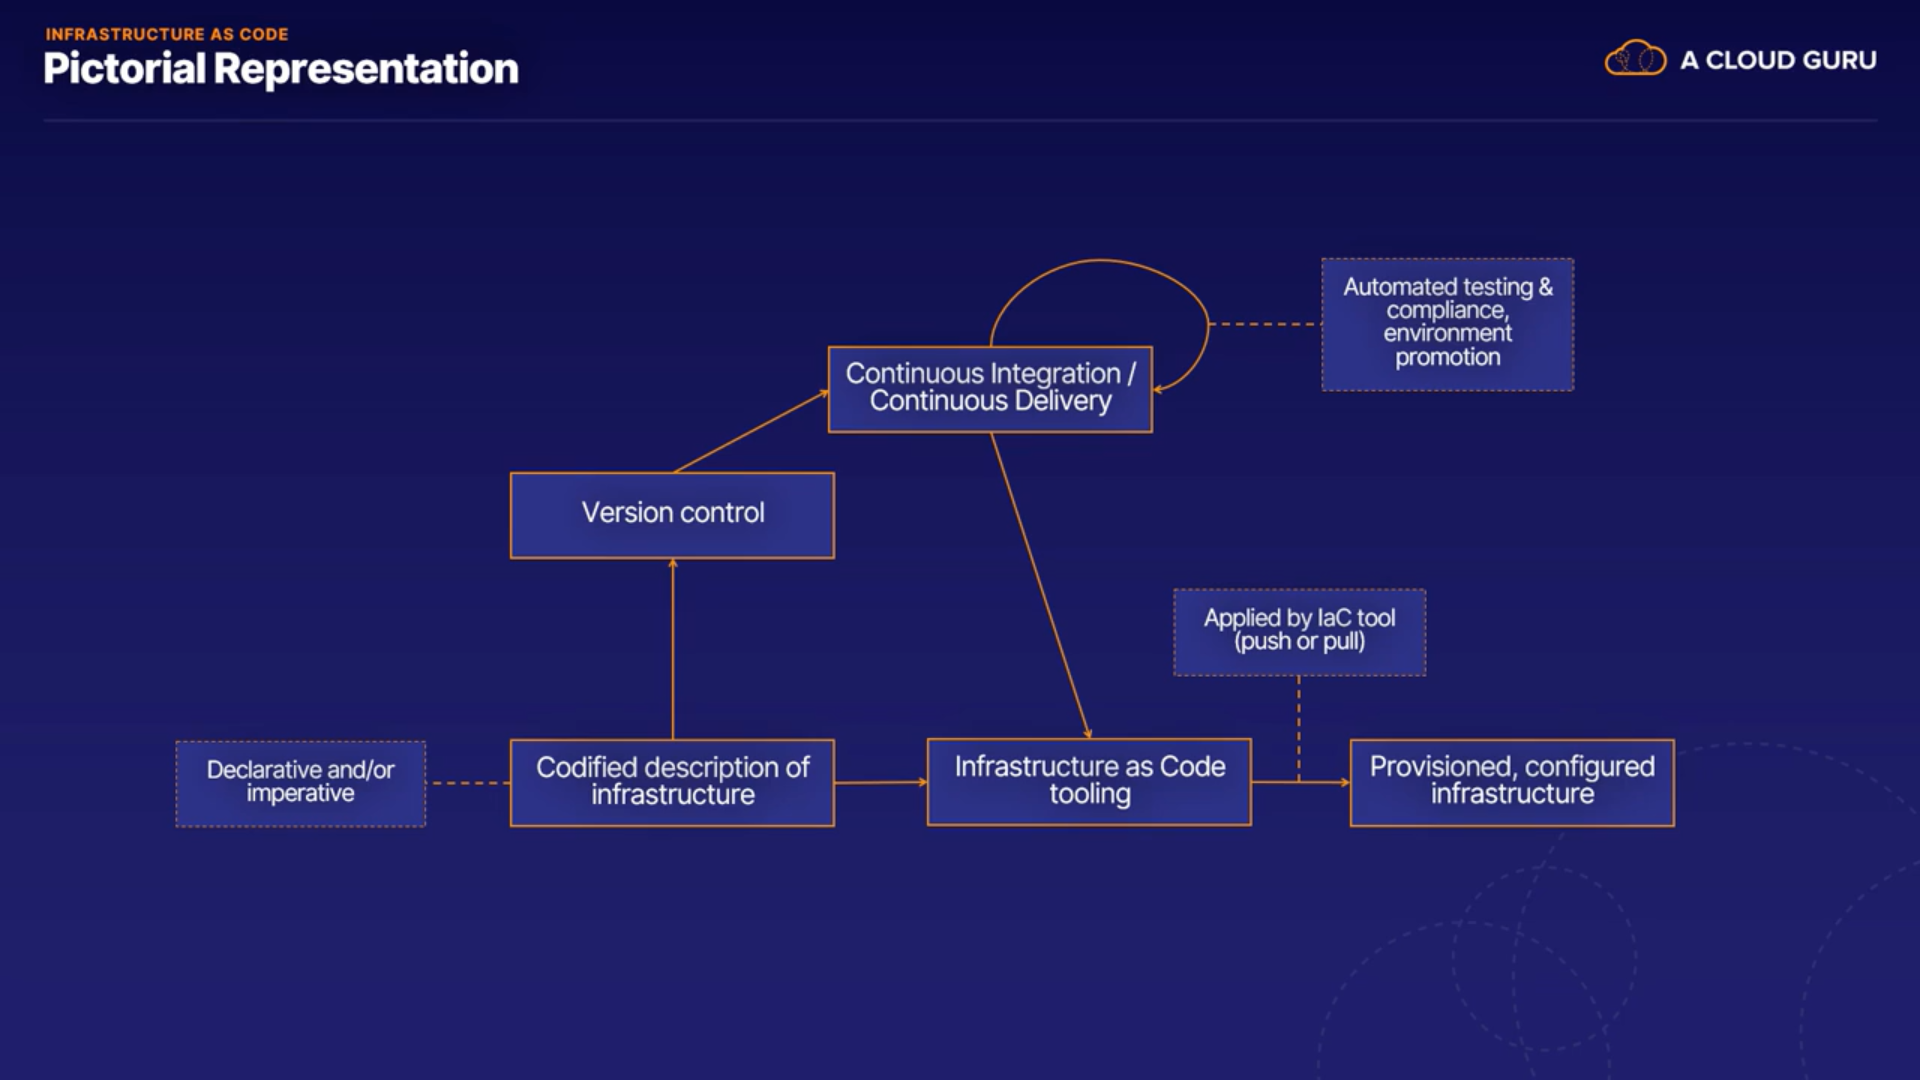 INFRASTRUCTURE AS CODE
Pictorial Representation
A CLOUD GURU
Automated testing &
compliance,
environment
promotion
Continuous Integration /
Continuous Delivery
Version control
Applied by IaC tool
(push or pull)
Declarative and/or
imperative
Codified description of
infrastructure
Infrastructure as Code
tooling
Provisioned, configured
infrastructure